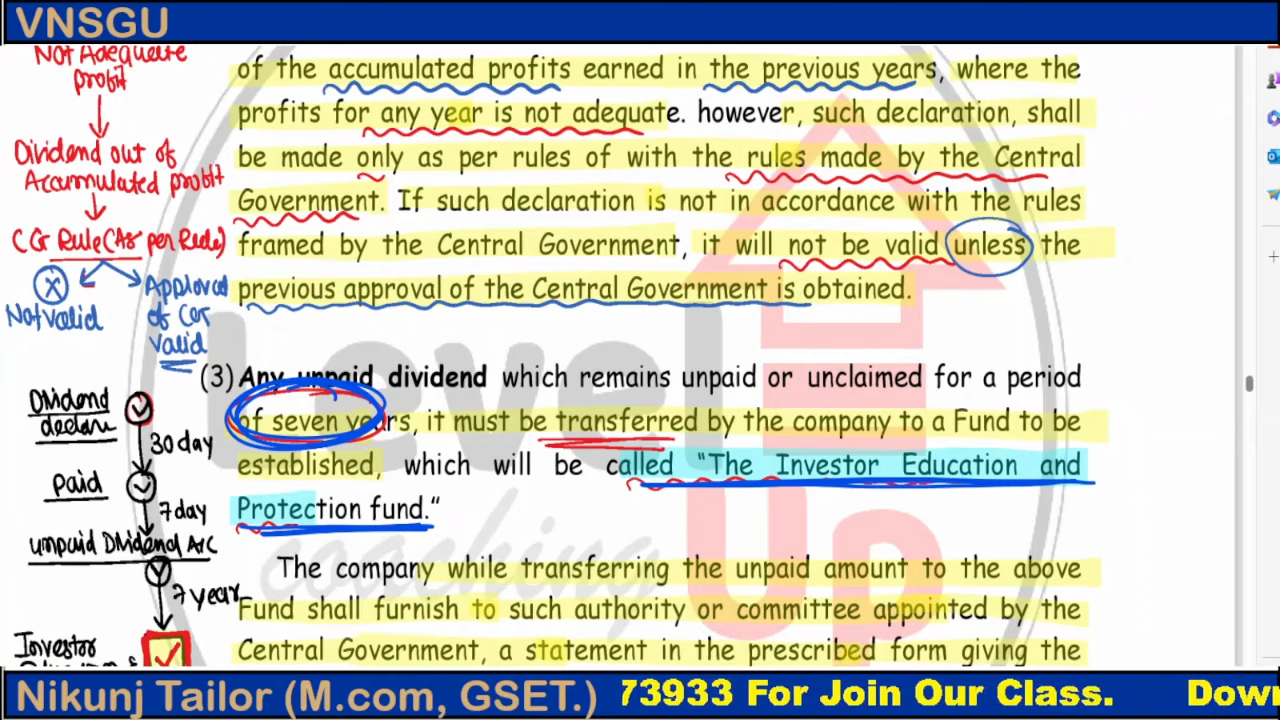 VNSGU
Not Adequate
profit
Dividend out of
Accumulated profit
CG Rule (As per Rule)
X
Not valid
Approval
of CG
valid
Dividend
declare
30 day
paid
7 day
unpaid Dividend A/C
7 year
Investor
of the accumulated profits earned in the previous years, where the
profits for any year is not adequate. however, such declaration, shall
be made only as per rules of with the rules made by the Central
Government. If such declaration is not in accordance with the rules
framed by the Central Government, it will not be valid unless the
previous approval of the Central Government is obtained.
(3) Any unpaid dividend which remains unpaid or unclaimed for a period
of seven years, it must be transferred by the company to a Fund to be
established, which will be called "The Investor Education and
Protection fund."
The company while transferring the unpaid amount to the above
Fund shall furnish to such authority or committee appointed by the
Central Government, a statement in the prescribed form giving the
Level
Up
coaching
Nikunj Tailor (M.com, GSET.) 73933 For Join Our Class. Down